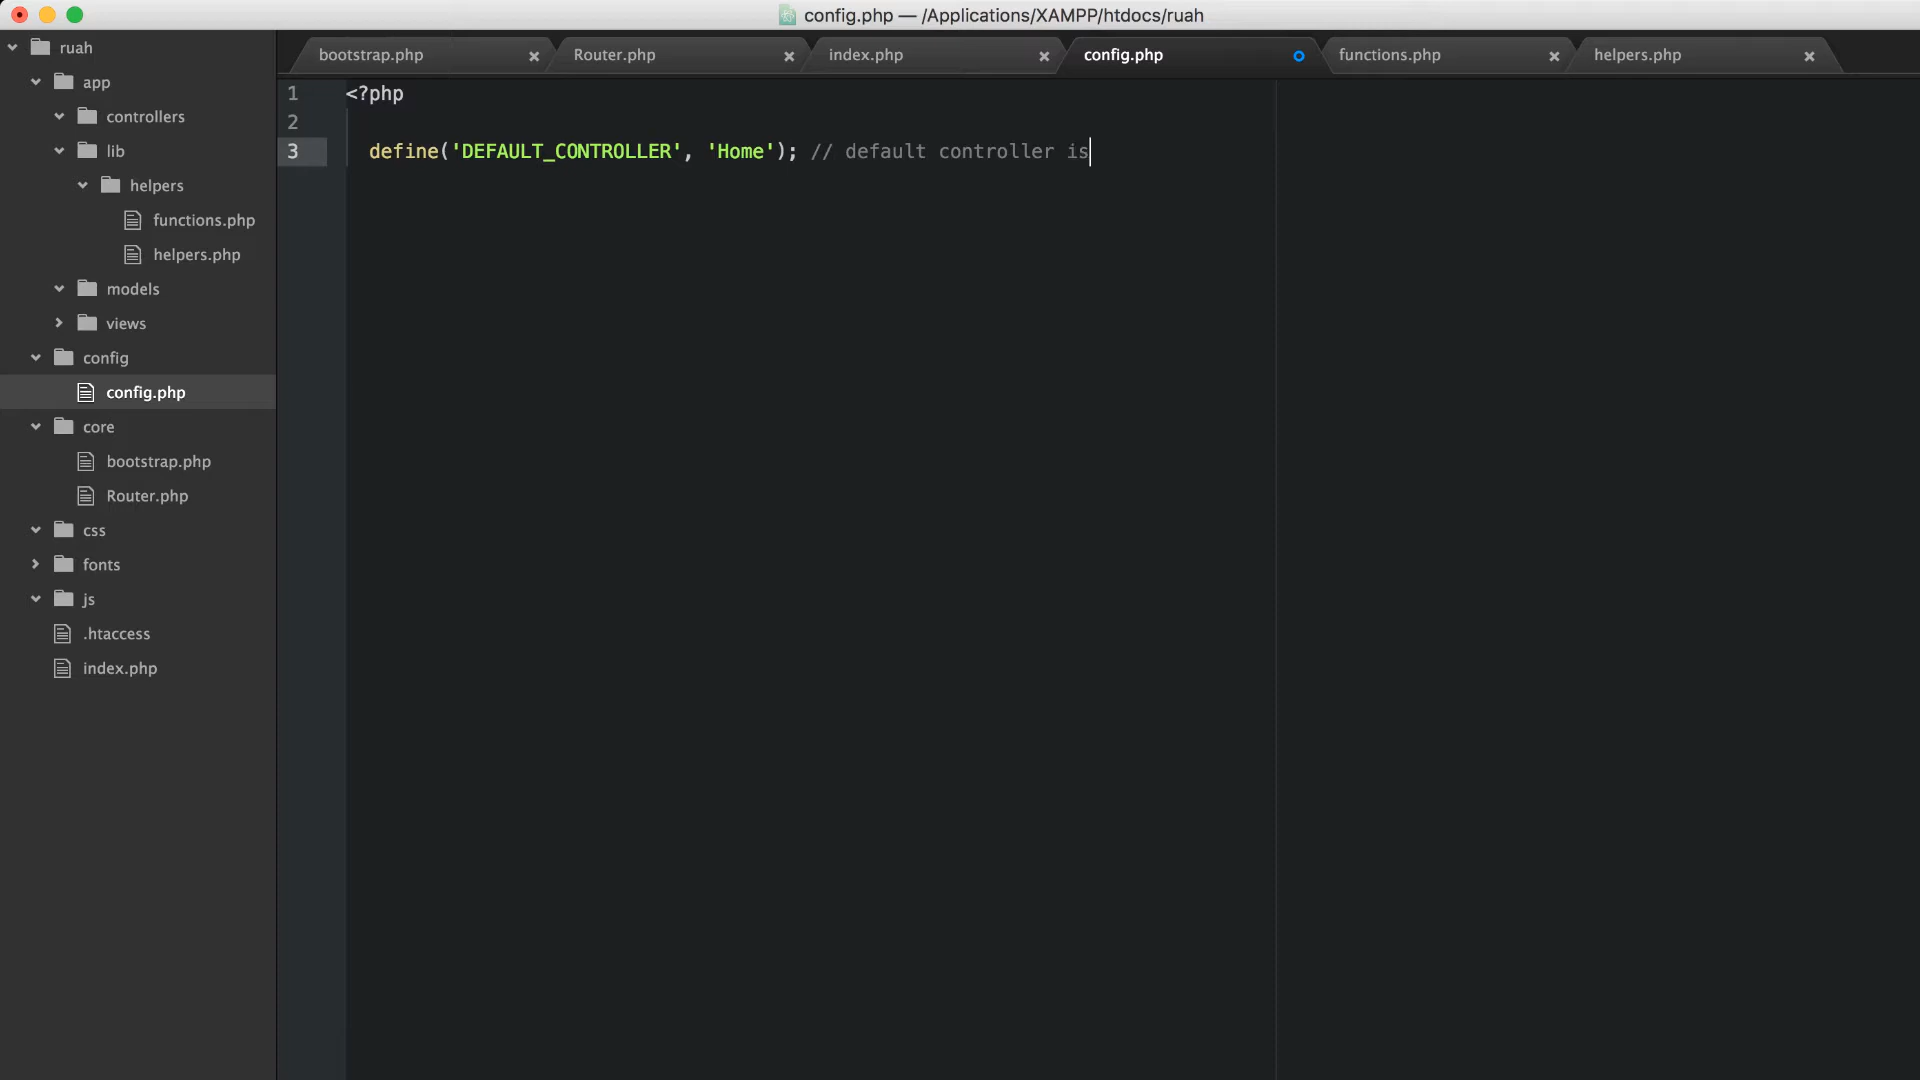 config.php — /Applications/XAMPP/htdocs/ruah
ruah
app
controllers
lib
helpers
functions.php
helpers.php
models
views
config
config.php
core
bootstrap.php
Router.php
css
fonts
js
.htaccess
index.php
bootstrap.php
Router.php
index.php
config.php
functions.php
helpers.php
1 <?php
2
3 define('DEFAULT_CONTROLLER', 'Home'); // default controller is